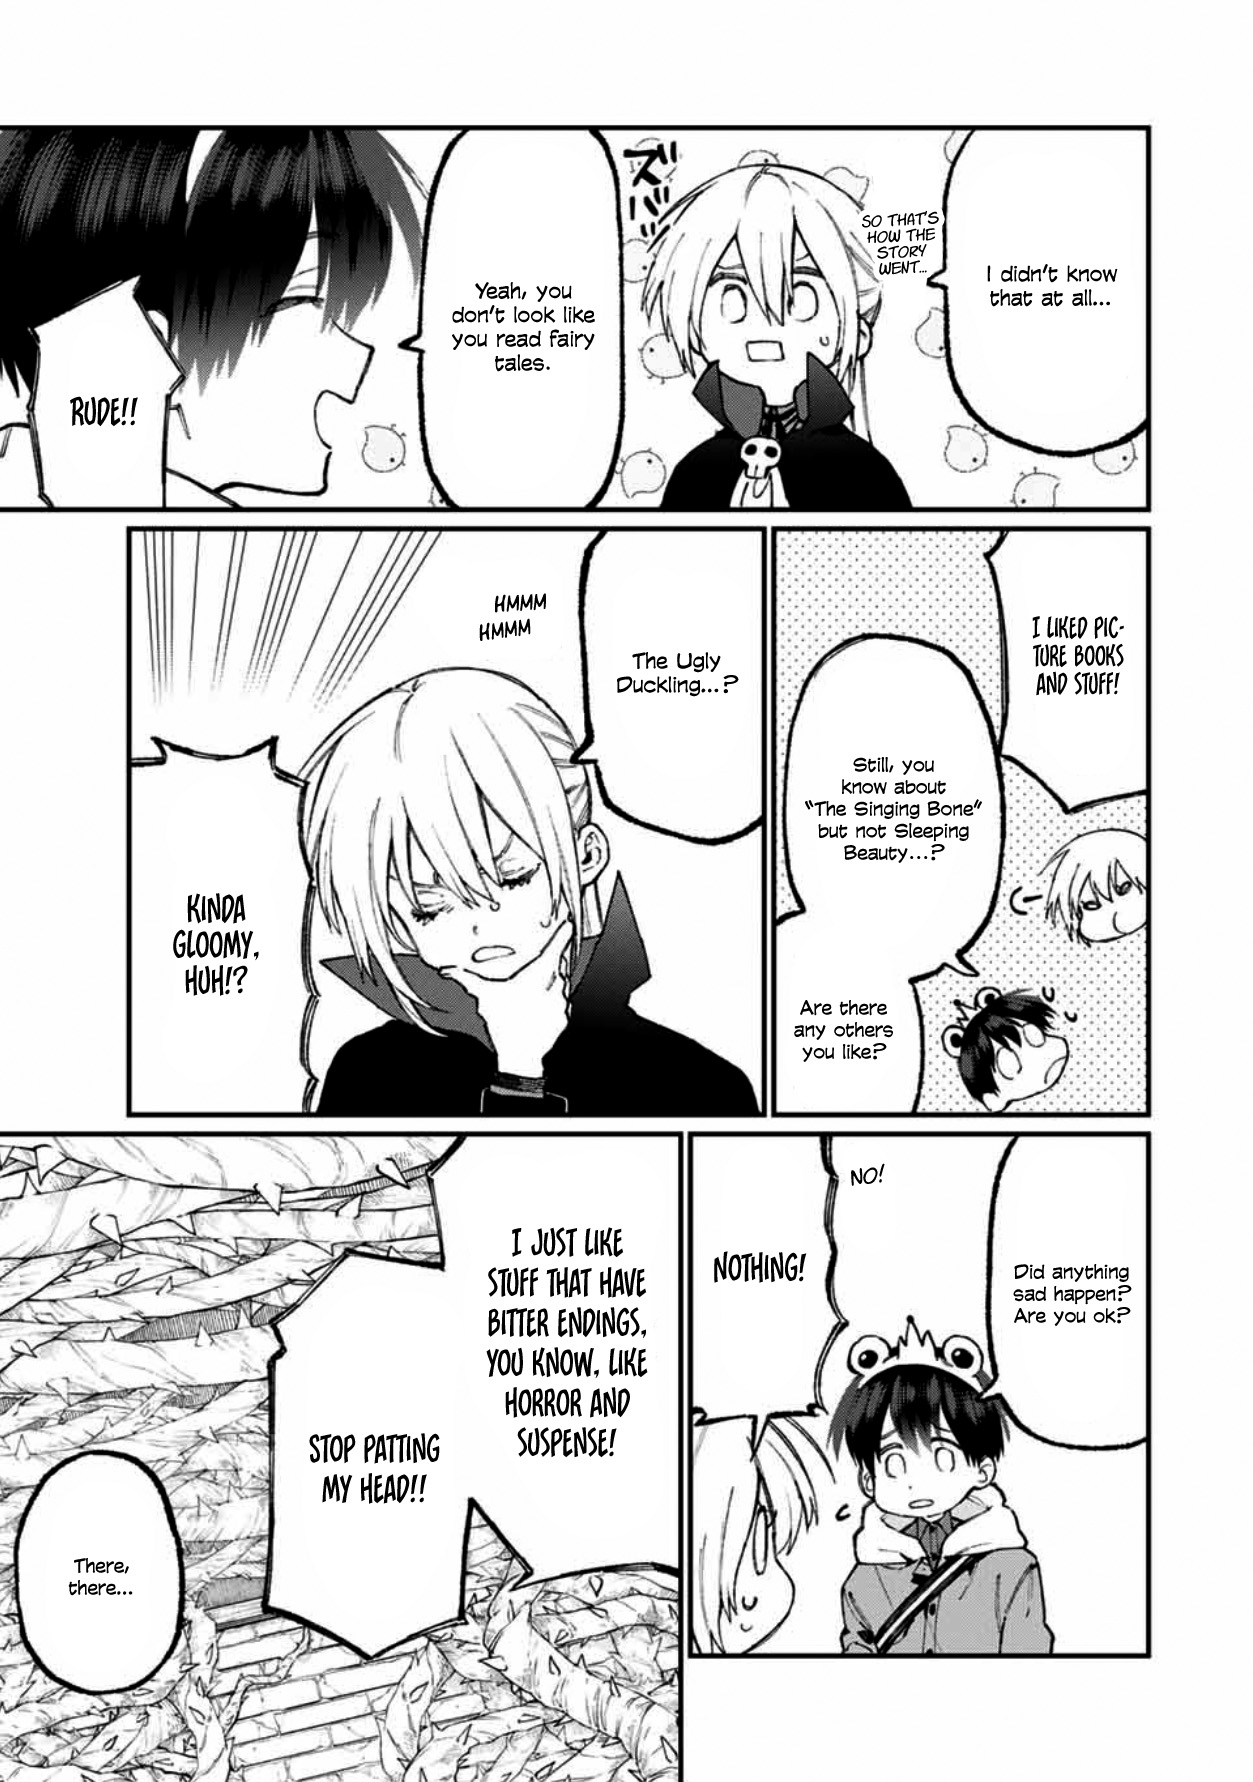 I didn't know
that at all...
SO THAT'S
HOW THE
STORY
WENT...
ズバ゙
Yeah, you
don't look like
you read fairy
tales.
RUDE!!
I LIKED PIC-
TURE BOOKS
AND STUFF!
Still, you
know about
"The Singing Bone"
but not Sleeping
Beauty...?
Are there
any others
you like?
The Ugly
Duckling...?
HMMM
HMMM
KINDA
GLOOMY,
HUH!?
Did anything
sad happen?
Are you ok?
NO!
NOTHING!
I JUST LIKE
STUFF THAT HAVE
BITTER ENDINGS,
YOU KNOW, LIKE
HORROR AND
SUSPENSE!
STOP PATTING
MY HEAD!!
There,
there...